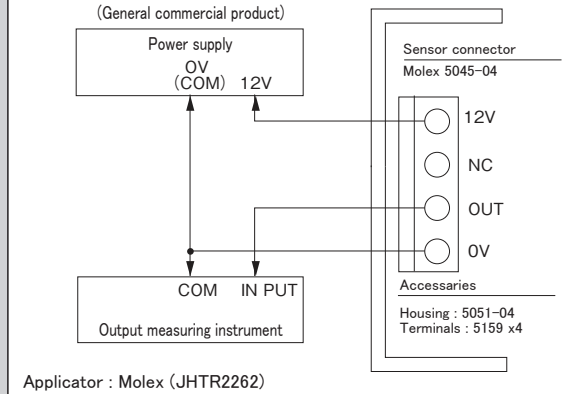 (General commercial product)
Power supply
0V
(COM) 12V
Sensor connector
Molex 5045-04
12V
NC
OUT
0V
COM IN PUT
Output measuring instrument
Accessaries
Housing : 5051-04
Terminals : 5159 x4
Applicator : Molex (JHTR2262)